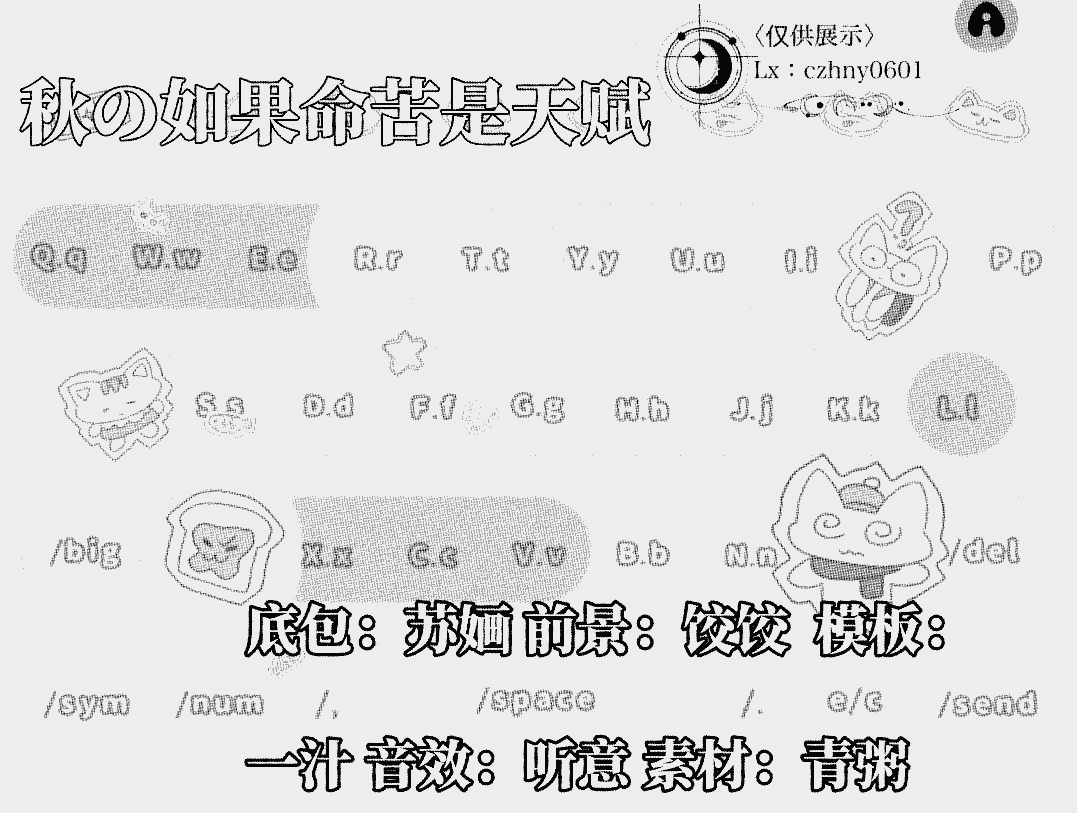 〈仅供展示〉
Lx：czhny0601
秋の如果命苦是天赋
Q.q W.w E.e R.r T.t Y.y U.u I.i P.p
S.s D.d F.f G.g H.h J.j K.k L.l
/big X.x C.c V.v B.b N.n /del
底包：苏婳 前景：饺饺 模板：
/sym /num /, /space /. e/c /send
一汁 音效：听意 素材：青粥